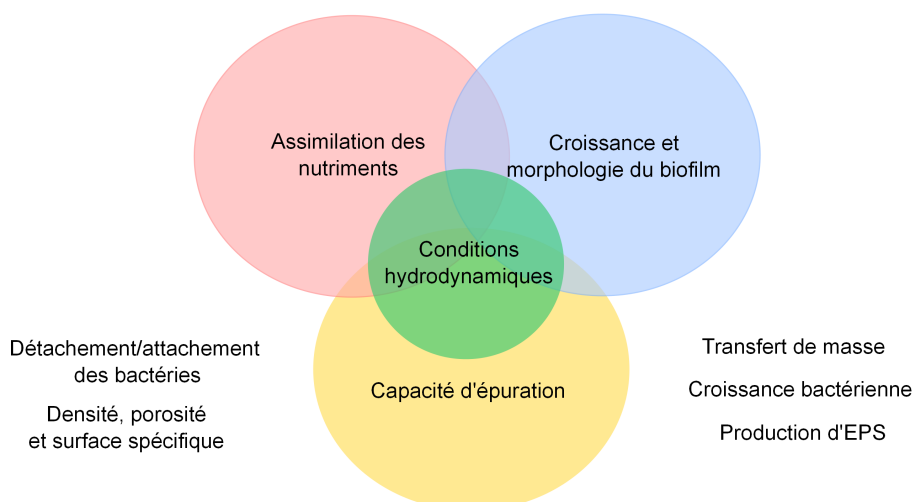 Assimilation des
nutriments
Croissance et
morphologie du biofilm
Conditions
hydrodynamiques
Détachement/attachement
des bactéries
Densité, porosité
et surface spécifique
Capacité d'épuration
Transfert de masse
Croissance bactérienne
Production d'EPS